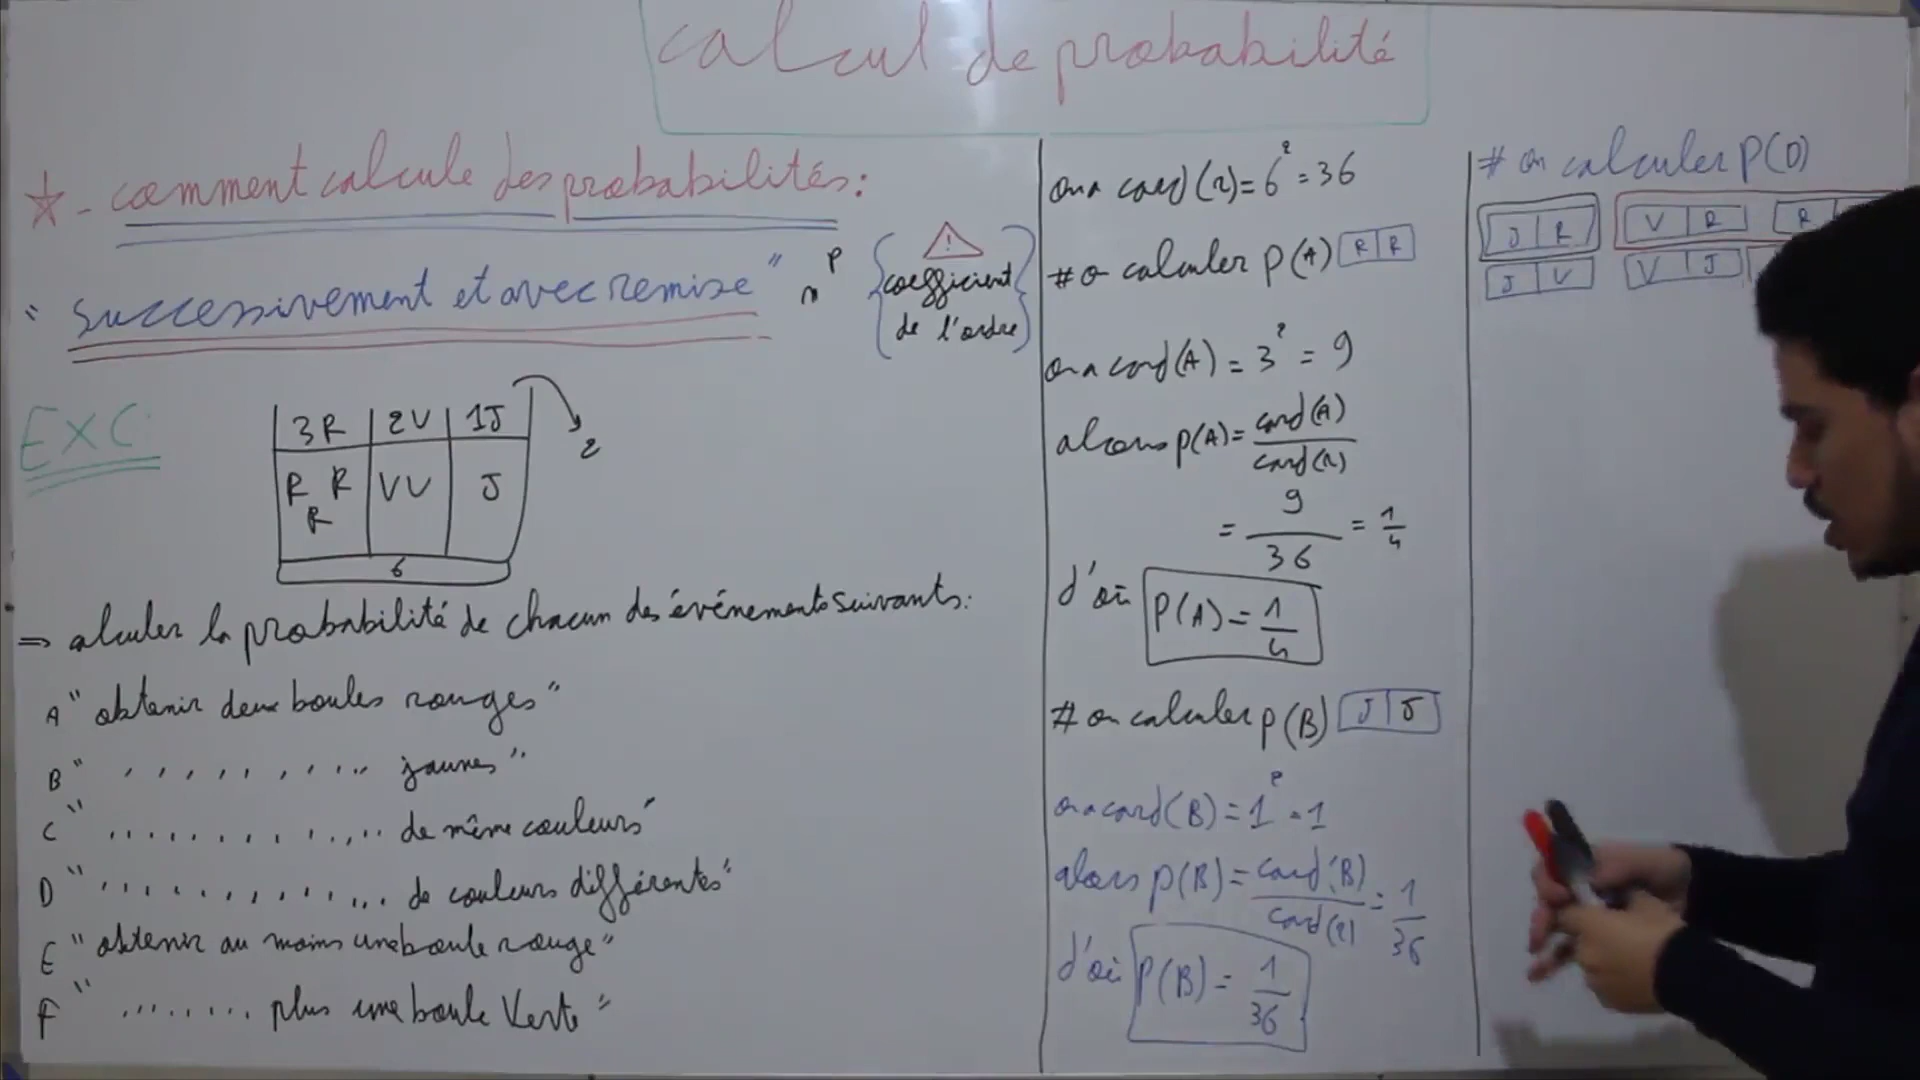 calcul de probabilité
- comment calcule des probabilités:
"successivement et avec remise" n^p
! coefficient de l'ordre
EXC:
3R 2V 1J 2
R R R VV J
6
=> alculer la probabilité de chacun des événements suivants:
A "obtenir deux boules rouges"
B " , , , , , , , . . . jaunes"
C " . . . . . . . . . . . . de même couleurs"
D " . . . . . . . . . . . . de couleurs différentes"
E "obtenir au moins une boule rouge"
F " . . . . . . . . plus une boule Verte"
on a card(Ω)=6²=36
# o calculer p(A) R R
on a card(A) = 3² = 9
alors p(A)= card(A)/card(Ω)
= 9/36 = 1/4
d'où P(A)= 1/4
# on calculer p(B) J J
on a card(B) = 1² = 1
alors p(B) = card(B)/card(Ω) = 1/36
d'où P(B) = 1/36
# on calculer P(D)
J R V R R
J V V J